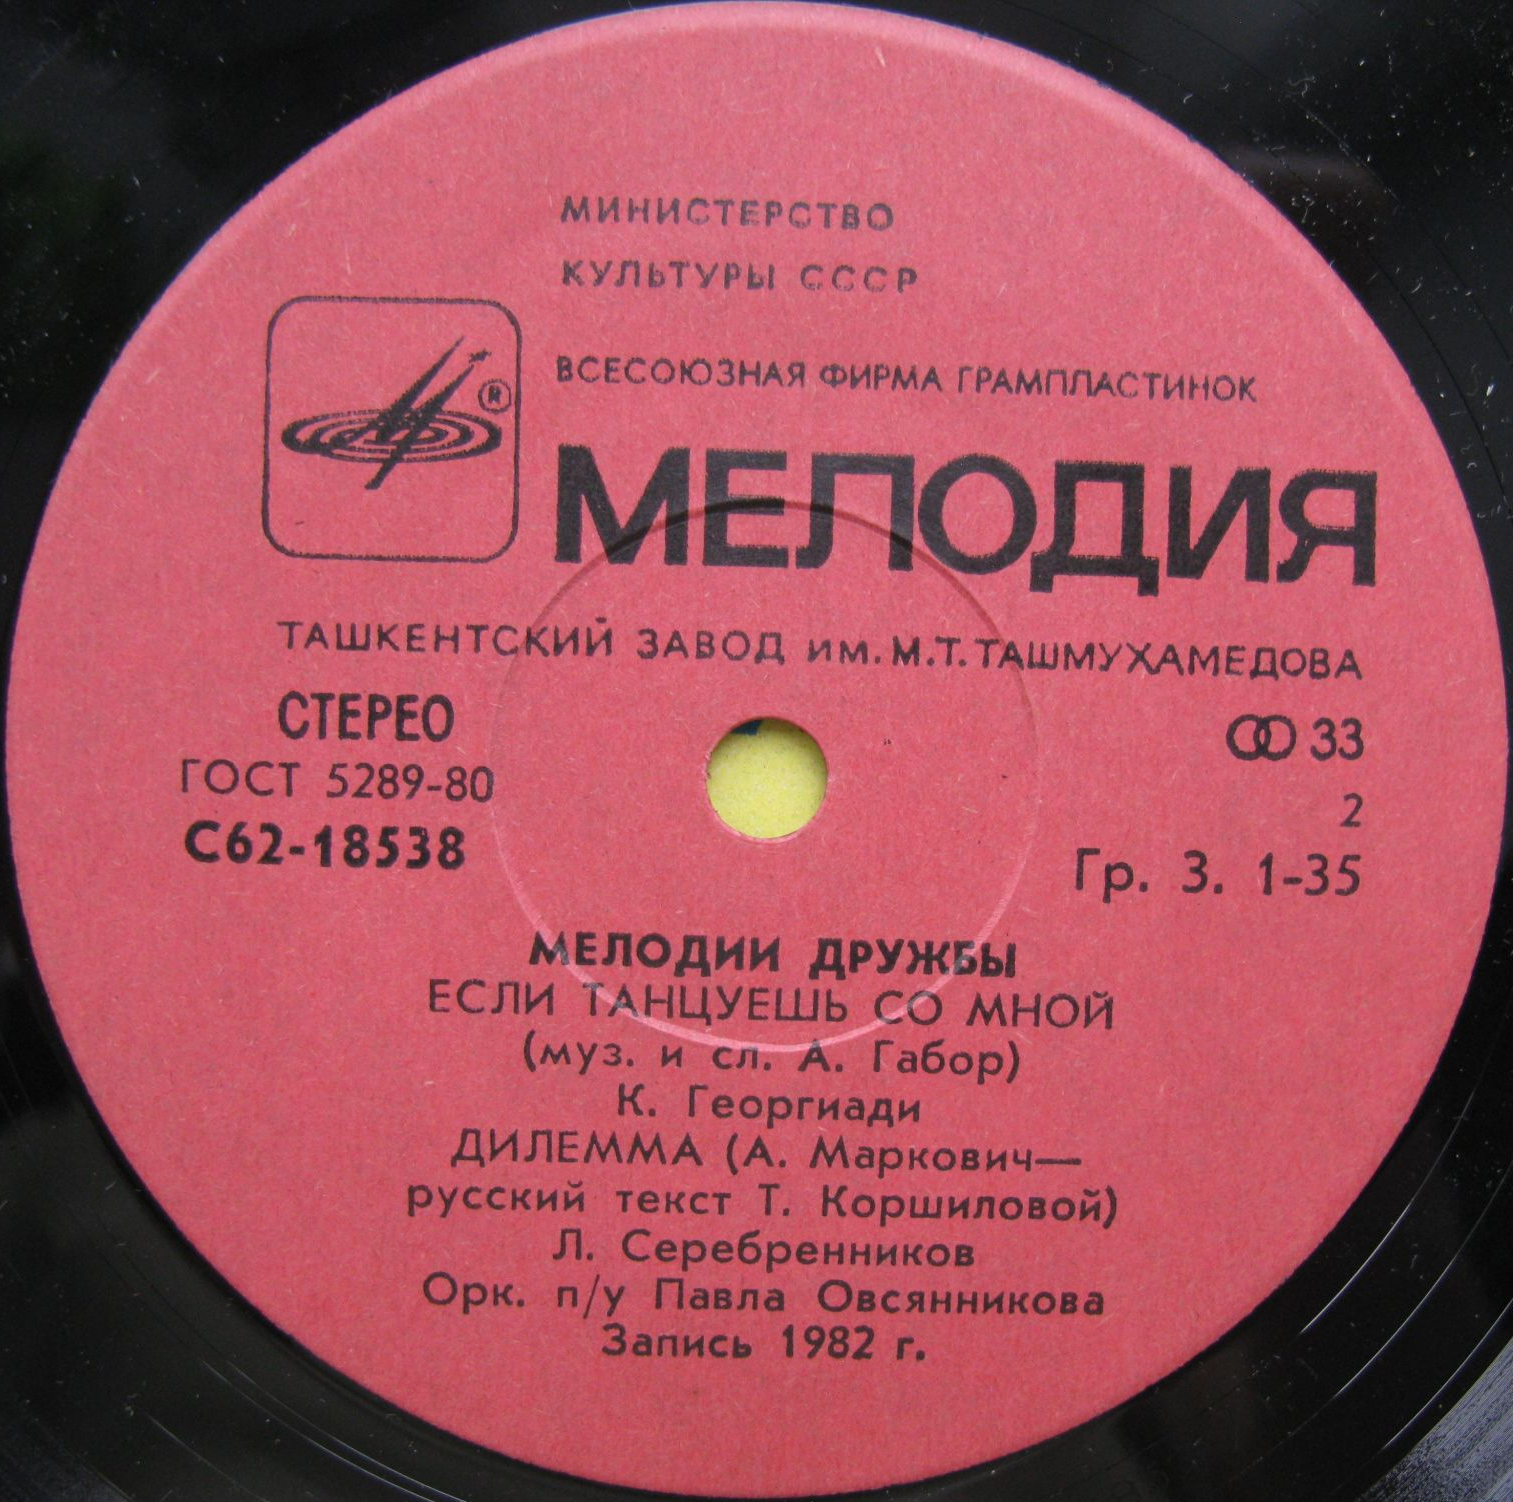 МИНИСТЕРСТВО
КУЛЬТУРЫ СССР
ВСЕСОЮЗНАЯ ФИРМА ГРАМПЛАСТИНОК
®
МЕЛОДИЯ
ТАШКЕНТСКИЙ ЗАВОД им. М.Т. ТАШМУХАМЕДОВА
СТЕРЕО
33
ГОСТ 5289-80
2
С62-18538
Гр. 3. 1-35
МЕЛОДИИ ДРУЖБЫ
ЕСЛИ ТАНЦУЕШЬ СО МНОЙ
(муз. и сл. А. Габор)
К. Георгиади
ДИЛЕММА (А. Маркович—
русский текст Т. Коршиловой)
Л. Серебренников
Орк. п/у Павла Овсянникова
Запись 1982 г.